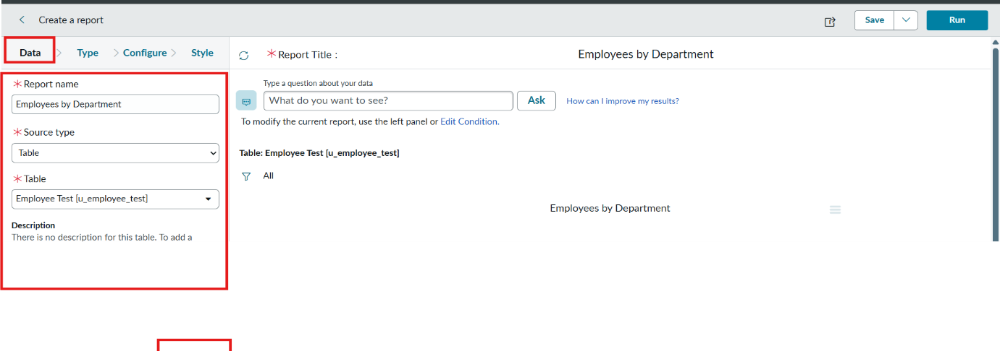 Create a report
Save
Run
Data
Type
Configure
Style
* Report Title :
Employees by Department
* Report name
Employees by Department
Type a question about your data
What do you want to see?
Ask
How can I improve my results?
To modify the current report, use the left panel or Edit Condition.
* Source type
Table
Table: Employee Test [u_employee_test]
* Table
All
Employee Test [u_employee_test]
Employees by Department
Description
There is no description for this table. To add a